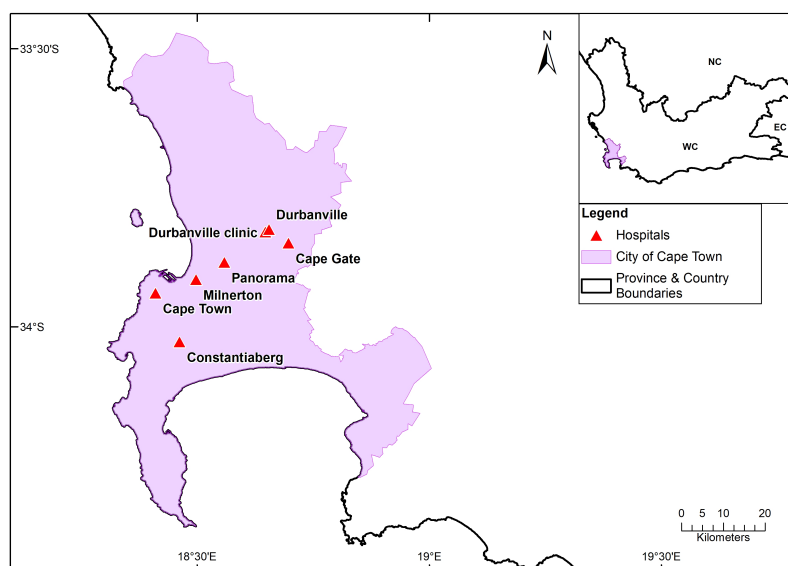 33°30'S
34°S
18°30'E
19°E
19°30'E
N
Durbanville
Durbanville clinic
Cape Gate
Panorama
Milnerton
Cape Town
Constantiaberg
NC
WC
EC
Legend
Hospitals
City of Cape Town
Province & Country
Boundaries
0 5 10 20
Kilometers